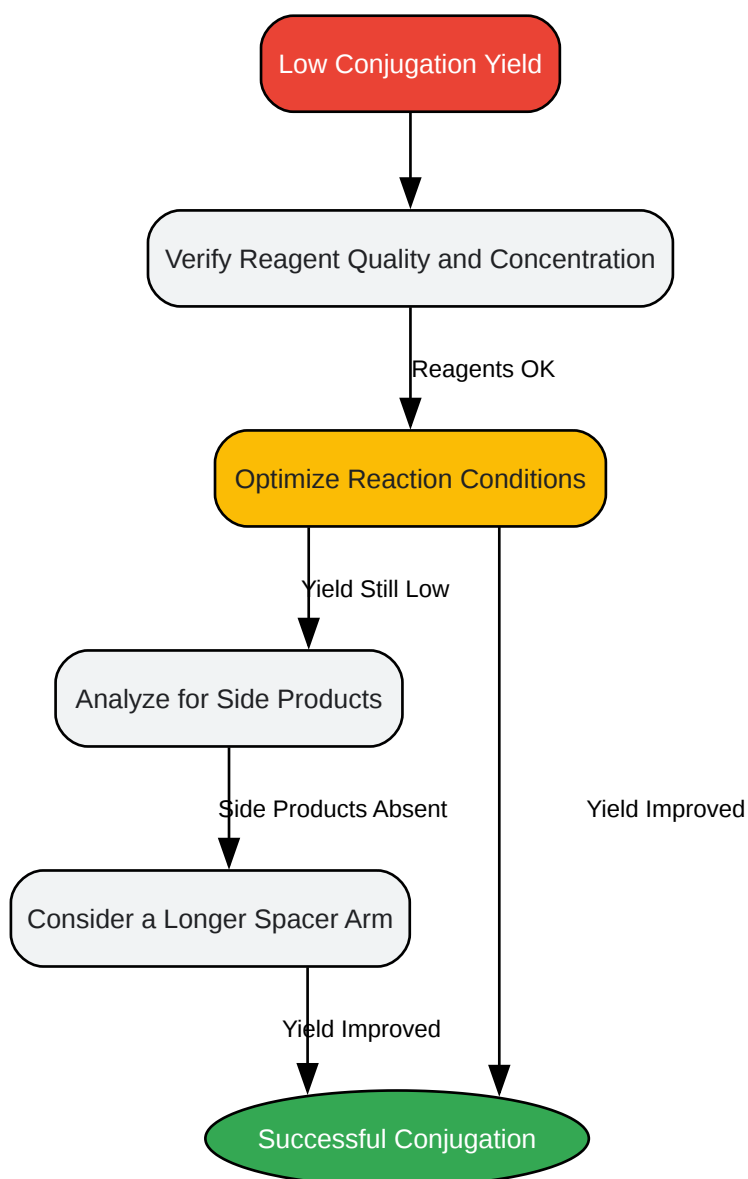 Low Conjugation Yield
Verify Reagent Quality and Concentration
Reagents OK
Optimize Reaction Conditions
Yield Still Low
Analyze for Side Products
Side Products Absent
Yield Improved
Consider a Longer Spacer Arm
Yield Improved
Successful Conjugation